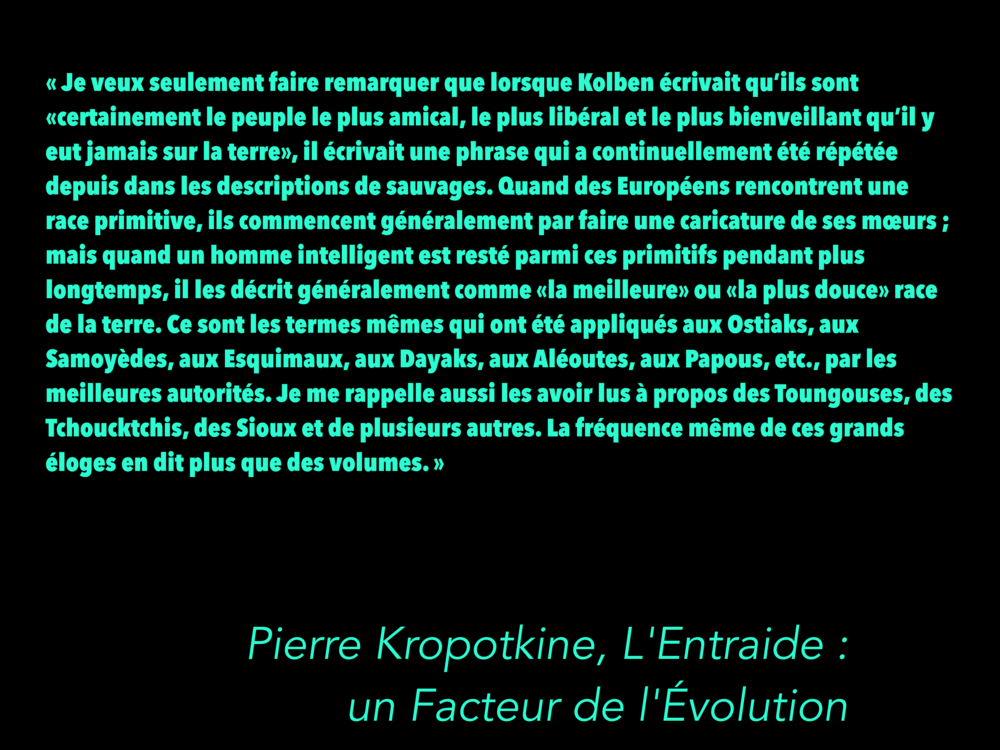 « Je veux seulement faire remarquer que lorsque Kolben écrivait qu’ils sont
«certainement le peuple le plus amical, le plus libéral et le plus bienveillant qu’il y
eut jamais sur la terre», il écrivait une phrase qui a continuellement été répétée
depuis dans les descriptions de sauvages. Quand des Européens rencontrent une
race primitive, ils commencent généralement par faire une caricature de ses mœurs ;
mais quand un homme intelligent est resté parmi ces primitifs pendant plus
longtemps, il les décrit généralement comme «la meilleure» ou «la plus douce» race
de la terre. Ce sont les termes mêmes qui ont été appliqués aux Ostiaks, aux
Samoyèdes, aux Esquimaux, aux Dayaks, aux Aléoutes, aux Papous, etc., par les
meilleures autorités. Je me rappelle aussi les avoir lus à propos des Toungouses, des
Tchoucktchis, des Sioux et de plusieurs autres. La fréquence même de ces grands
éloges en dit plus que des volumes. »
Pierre Kropotkine, L'Entraide :
un Facteur de l'Évolution